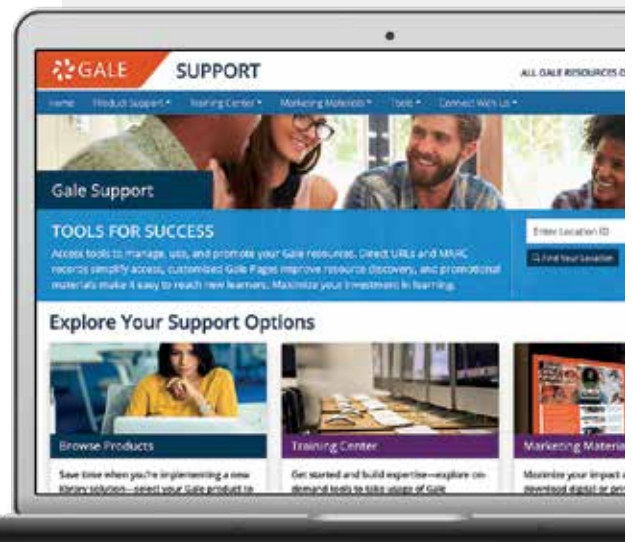 GALE SUPPORT
ALL GALE RESOURCES
Home Product Support Training Center Marketing Materials Tools Connect With Us
Gale Support
TOOLS FOR SUCCESS
Access tools to manage, use, and promote your Gale resources. Direct URLs and MARC
records simplify access, customized Gale Pages improve resource discovery, and promotional
materials make it easy to reach new learners. Maximize your investment in learning.
Enter Location ID
Find Your Location
Explore Your Support Options
Browse Products
Save time when you're implementing a new
library solution—select your Gale product to
Training Center
Get started and build expertise—explore on-
demand tools to take usage of Gale
Marketing Materia
Maximize your impact
download digital or pri